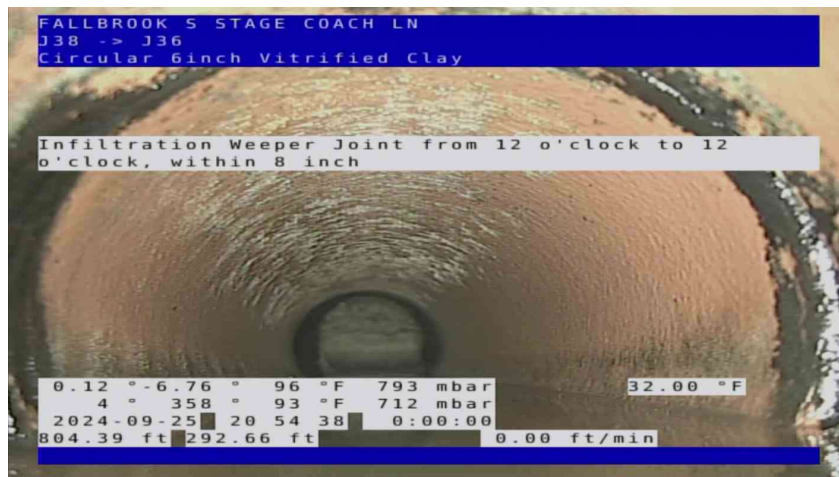 FALLBROOK S STAGE COACH LN
J38 -> J36
Circular 6inch Vitrified Clay
Infiltration Weeper Joint from 12 o'clock to 12
o'clock, within 8 inch
0.12 °-6.76 ° 96 °F 793 mbar 32.00 °F
4 ° 358 ° 93 °F 712 mbar
2024-09-25 20 54 38 0:00:00
804.39 ft 292.66 ft 0.00 ft/min